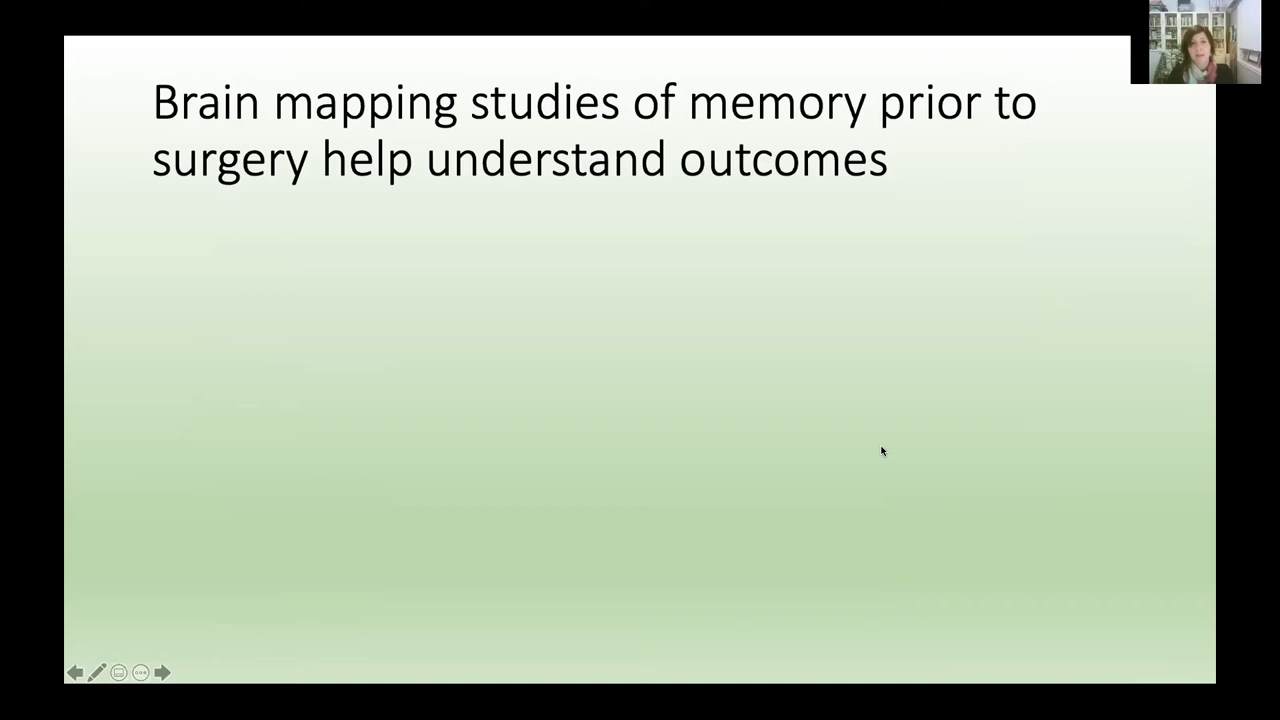 Brain mapping studies of memory prior to
surgery help understand outcomes